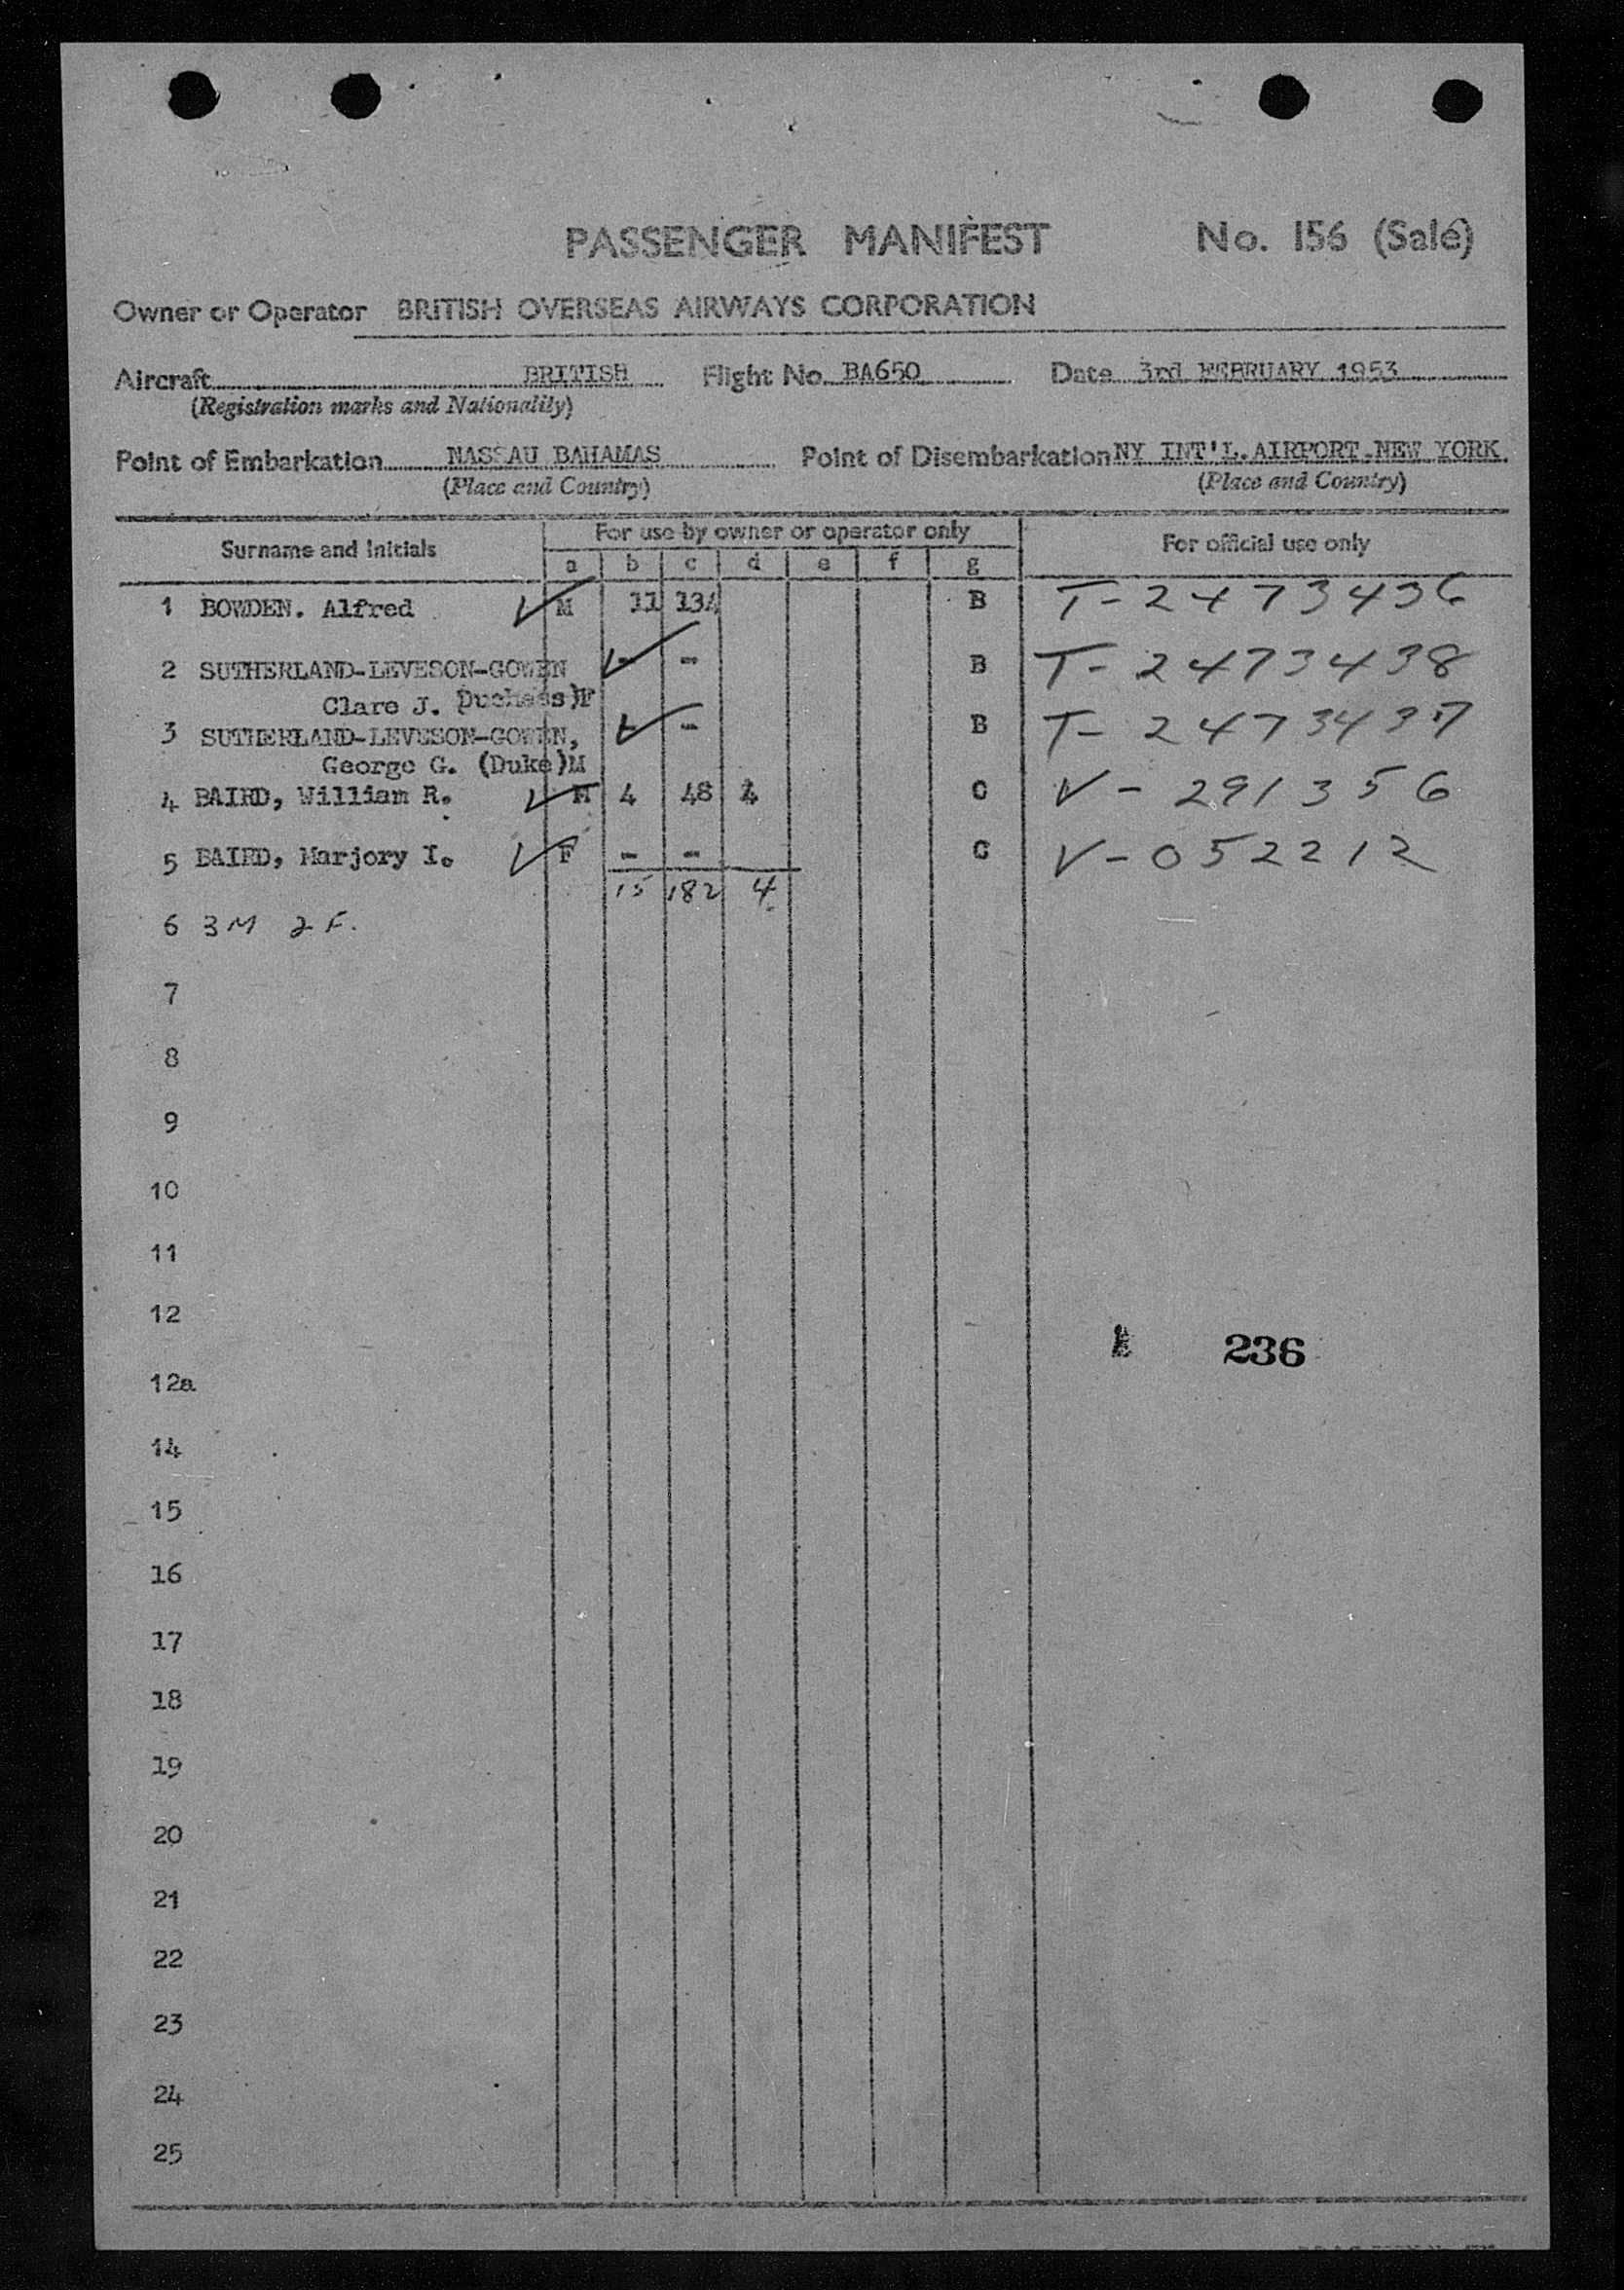 PASSENGER MANIFEST No. 156 (Sale)
Owner or Operator BRITISH OVERSEAS AIRWAYS CORPORATION
Aircraft BRITISH Flight No. BA650 Date 3rd FEBRUARY 1953
(Registration marks and Nationality)
Point of Embarkation NASSAU BAHAMAS Point of Disembarkation NY INT'L.AIRPORT.NEW YORK
(Place and Country) (Place and Country)
Surname and Initials For use by owner or operator only For official use only
a b c d e f g
1 BOWDEN. Alfred M 11 134 B T-2473436
2 SUTHERLAND-LEVESON-GOWEN - - B T-2473438
Clare J. Duchess)F
3 SUTHERLAND-LEVESON-GOWEN, - - B T-2473437
George G. (Duke)M
4 BAIRD, William R. M 4 48 4 C V-291356
5 BAIRD, Marjory I. F - - C V-052212
15 182 4
6 3M 2F.
7
8
9
10
11
12
236
12a
14
15
16
17
18
19
20
21
22
23
24
25